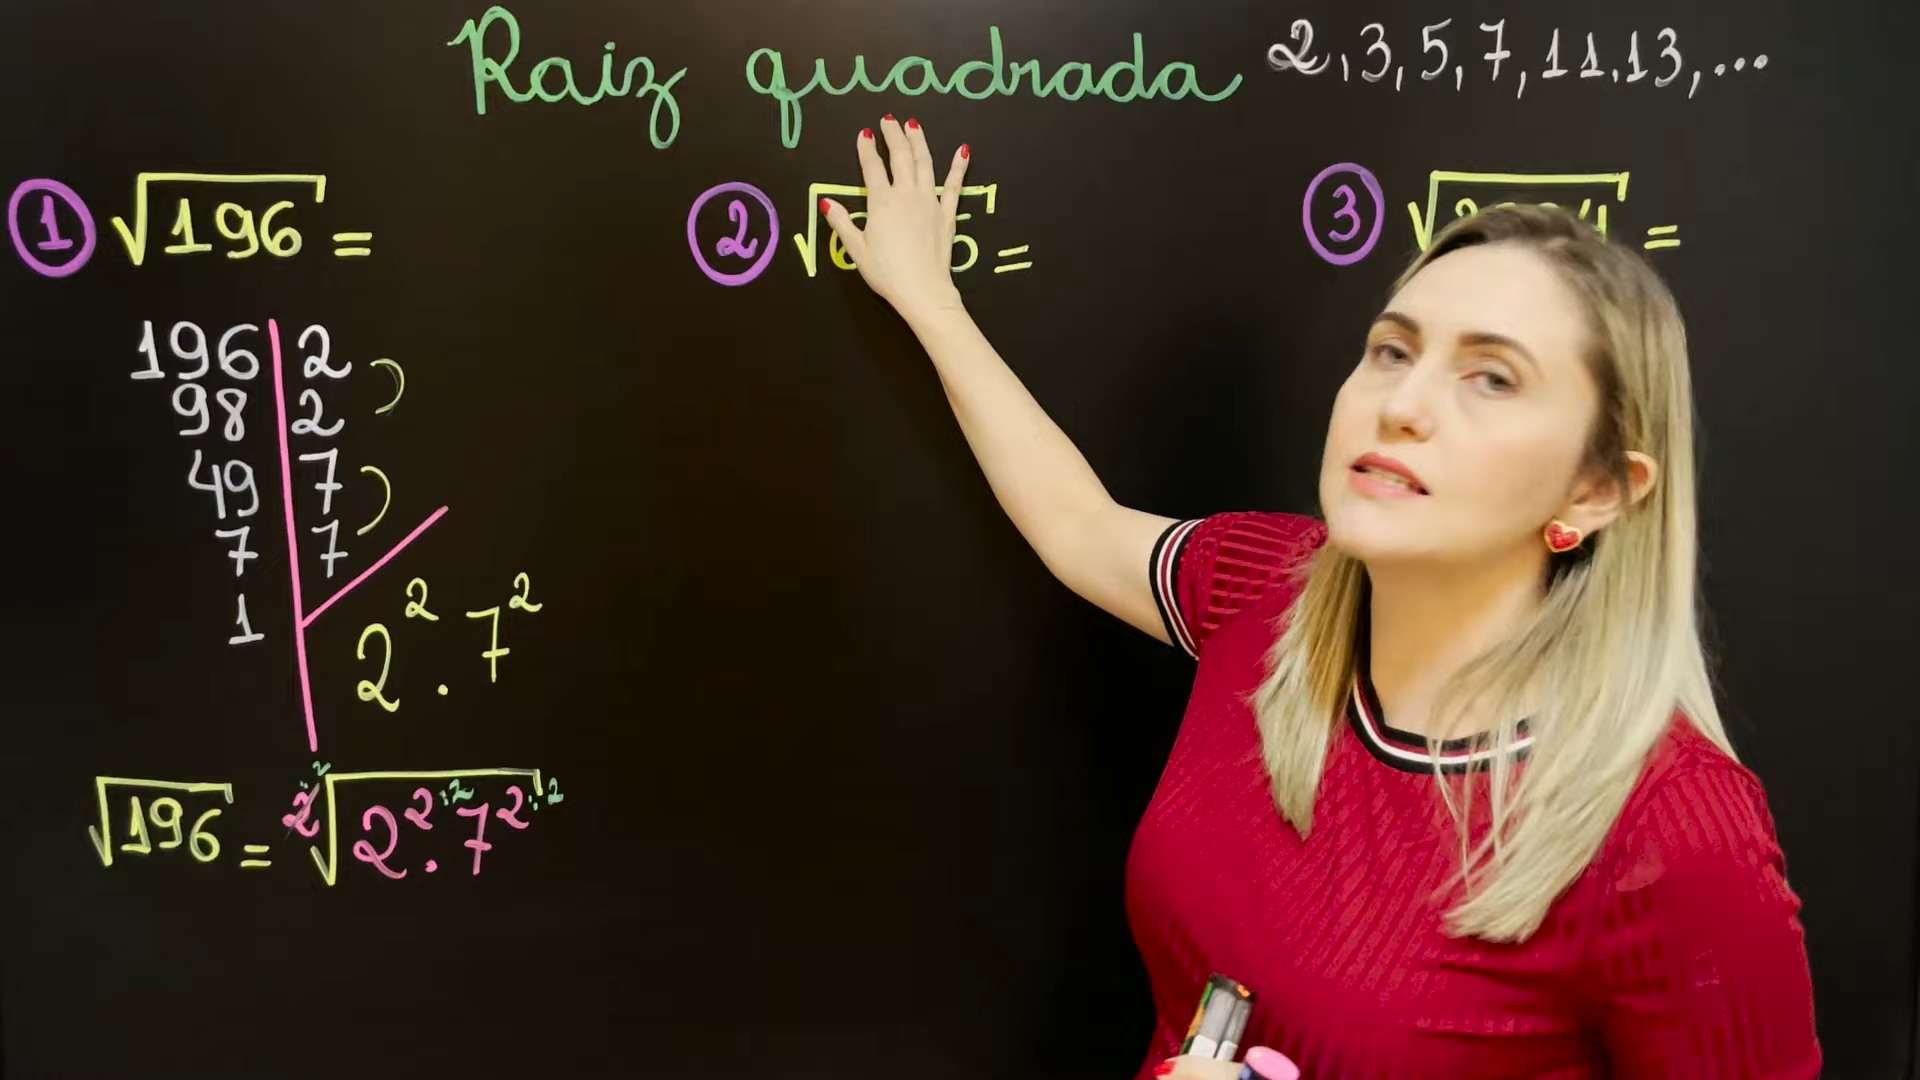 Raiz quadrada 2, 3, 5, 7, 11, 13, ...
① √196 =
② =
③ =
196 | 2
98 | 2
49 | 7
7 | 7
1
2² . 7²
√196 = ²√2² . 7²
:2 :2 :2